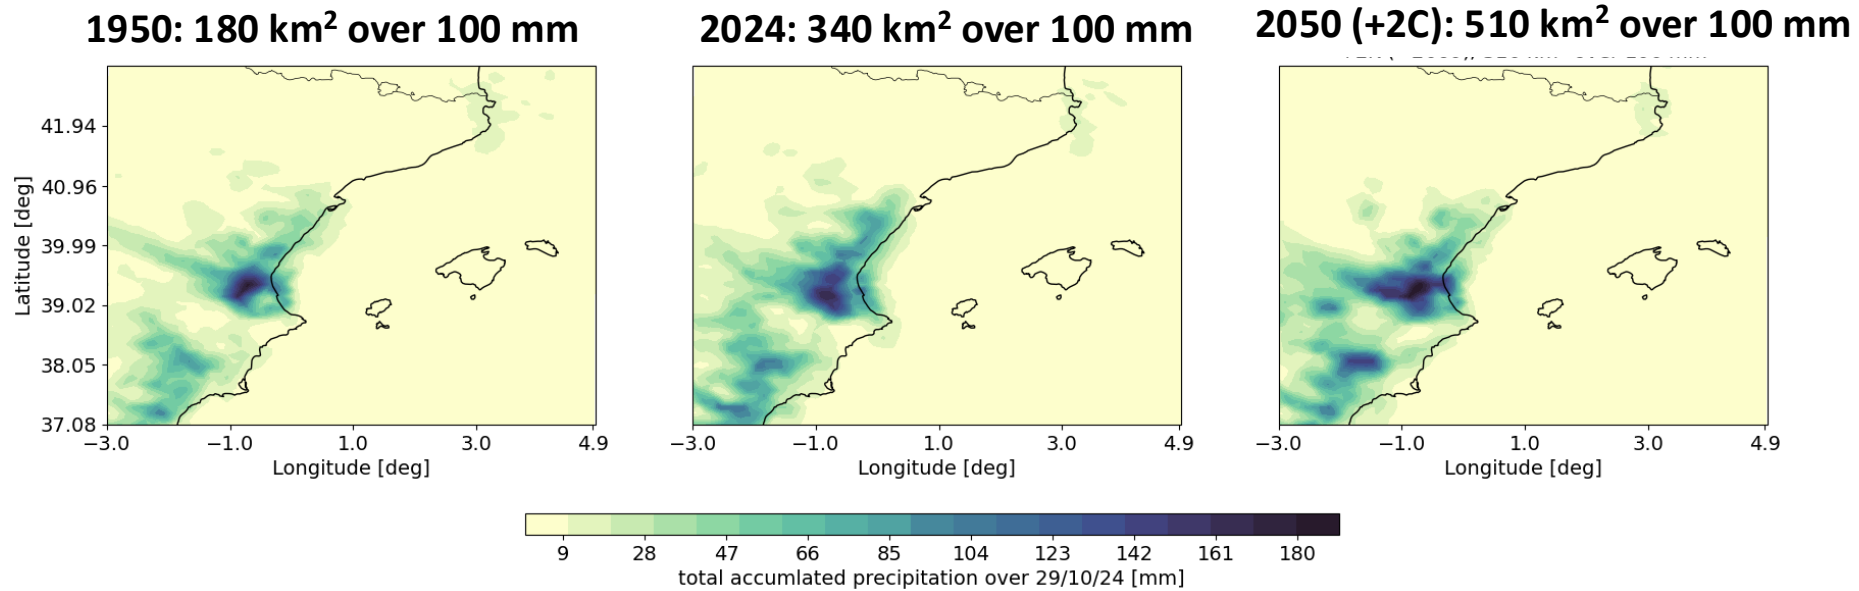 1950: 180 km² over 100 mm
2024: 340 km² over 100 mm
2050 (+2C): 510 km² over 100 mm
Latitude [deg]
41.94
40.96
39.99
39.02
38.05
37.08
−3.0 −1.0 1.0 3.0 4.9
Longitude [deg]
−3.0 −1.0 1.0 3.0 4.9
Longitude [deg]
−3.0 −1.0 1.0 3.0 4.9
Longitude [deg]
9 28 47 66 85 104 123 142 161 180
total accumlated precipitation over 29/10/24 [mm]